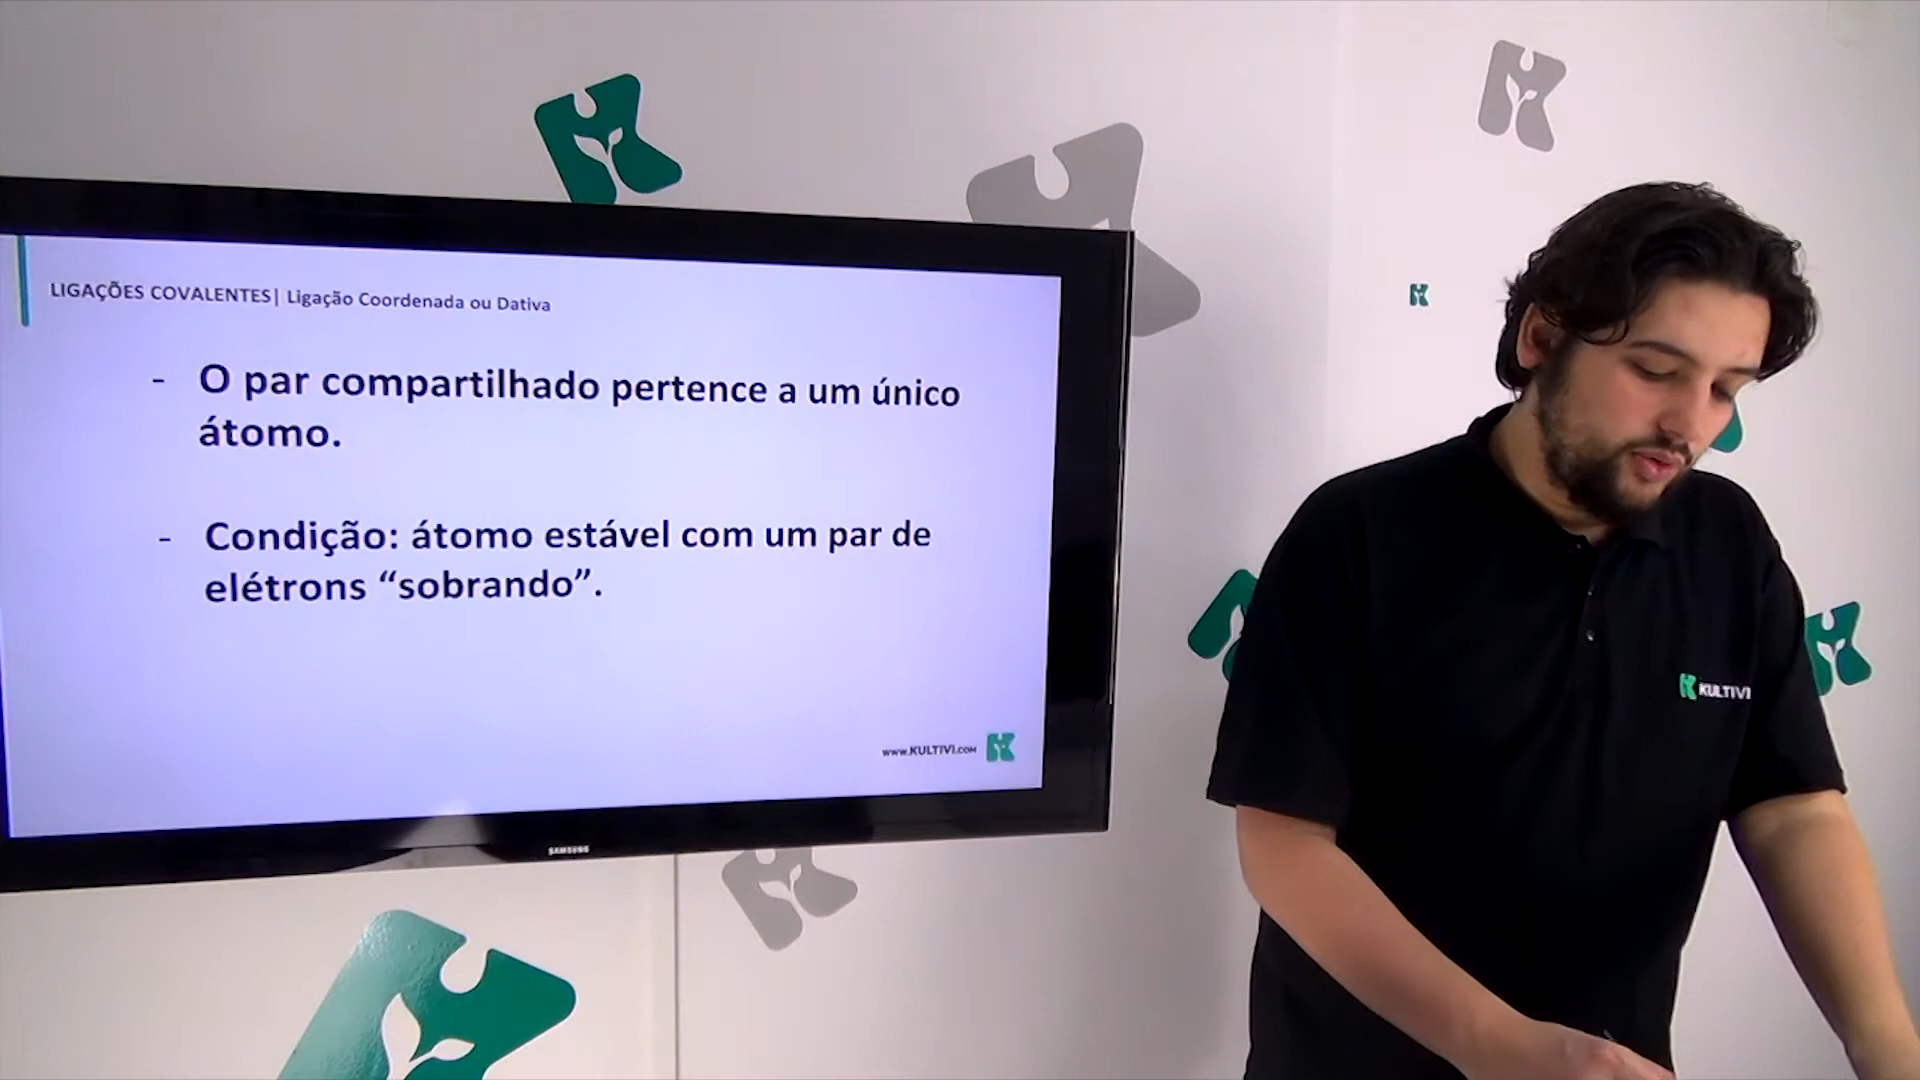 LIGAÇÕES COVALENTES| Ligação Coordenada ou Dativa
- O par compartilhado pertence a um único
átomo.
- Condição: átomo estável com um par de
elétrons “sobrando”.
www.KULTIVI.COM
SAMSUNG
KULTIVI